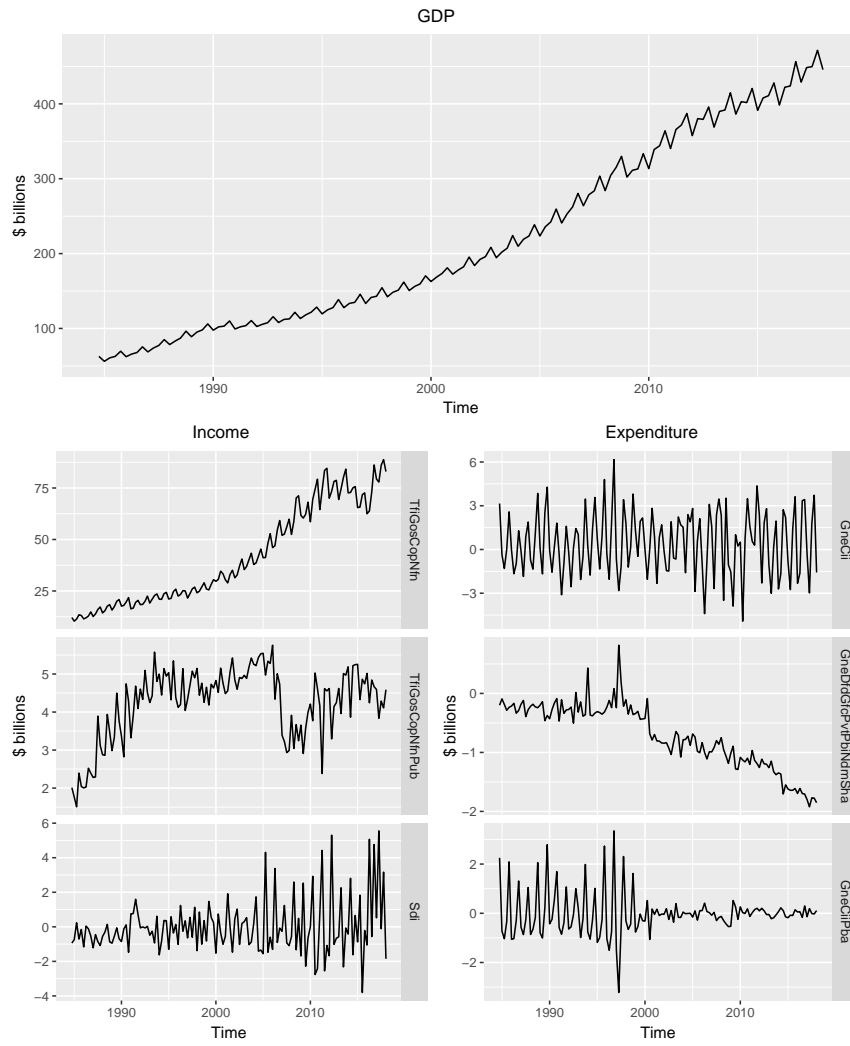 GDP
$ billions
400
300
200
100
1990
2000
2010
Time
Income
Expenditure
$ billions
75
50
25
TfiGosCopNfn
5
4
3
2
TfiGosCopNfnPub
6
4
2
0
−2
−4
Sdi
1990
2000
2010
Time
$ billions
6
3
0
−3
GneCii
0
−1
−2
GneDfdGfcPvtPbiNdmSha
2
0
−2
GneCiiPba
1990
2000
2010
Time